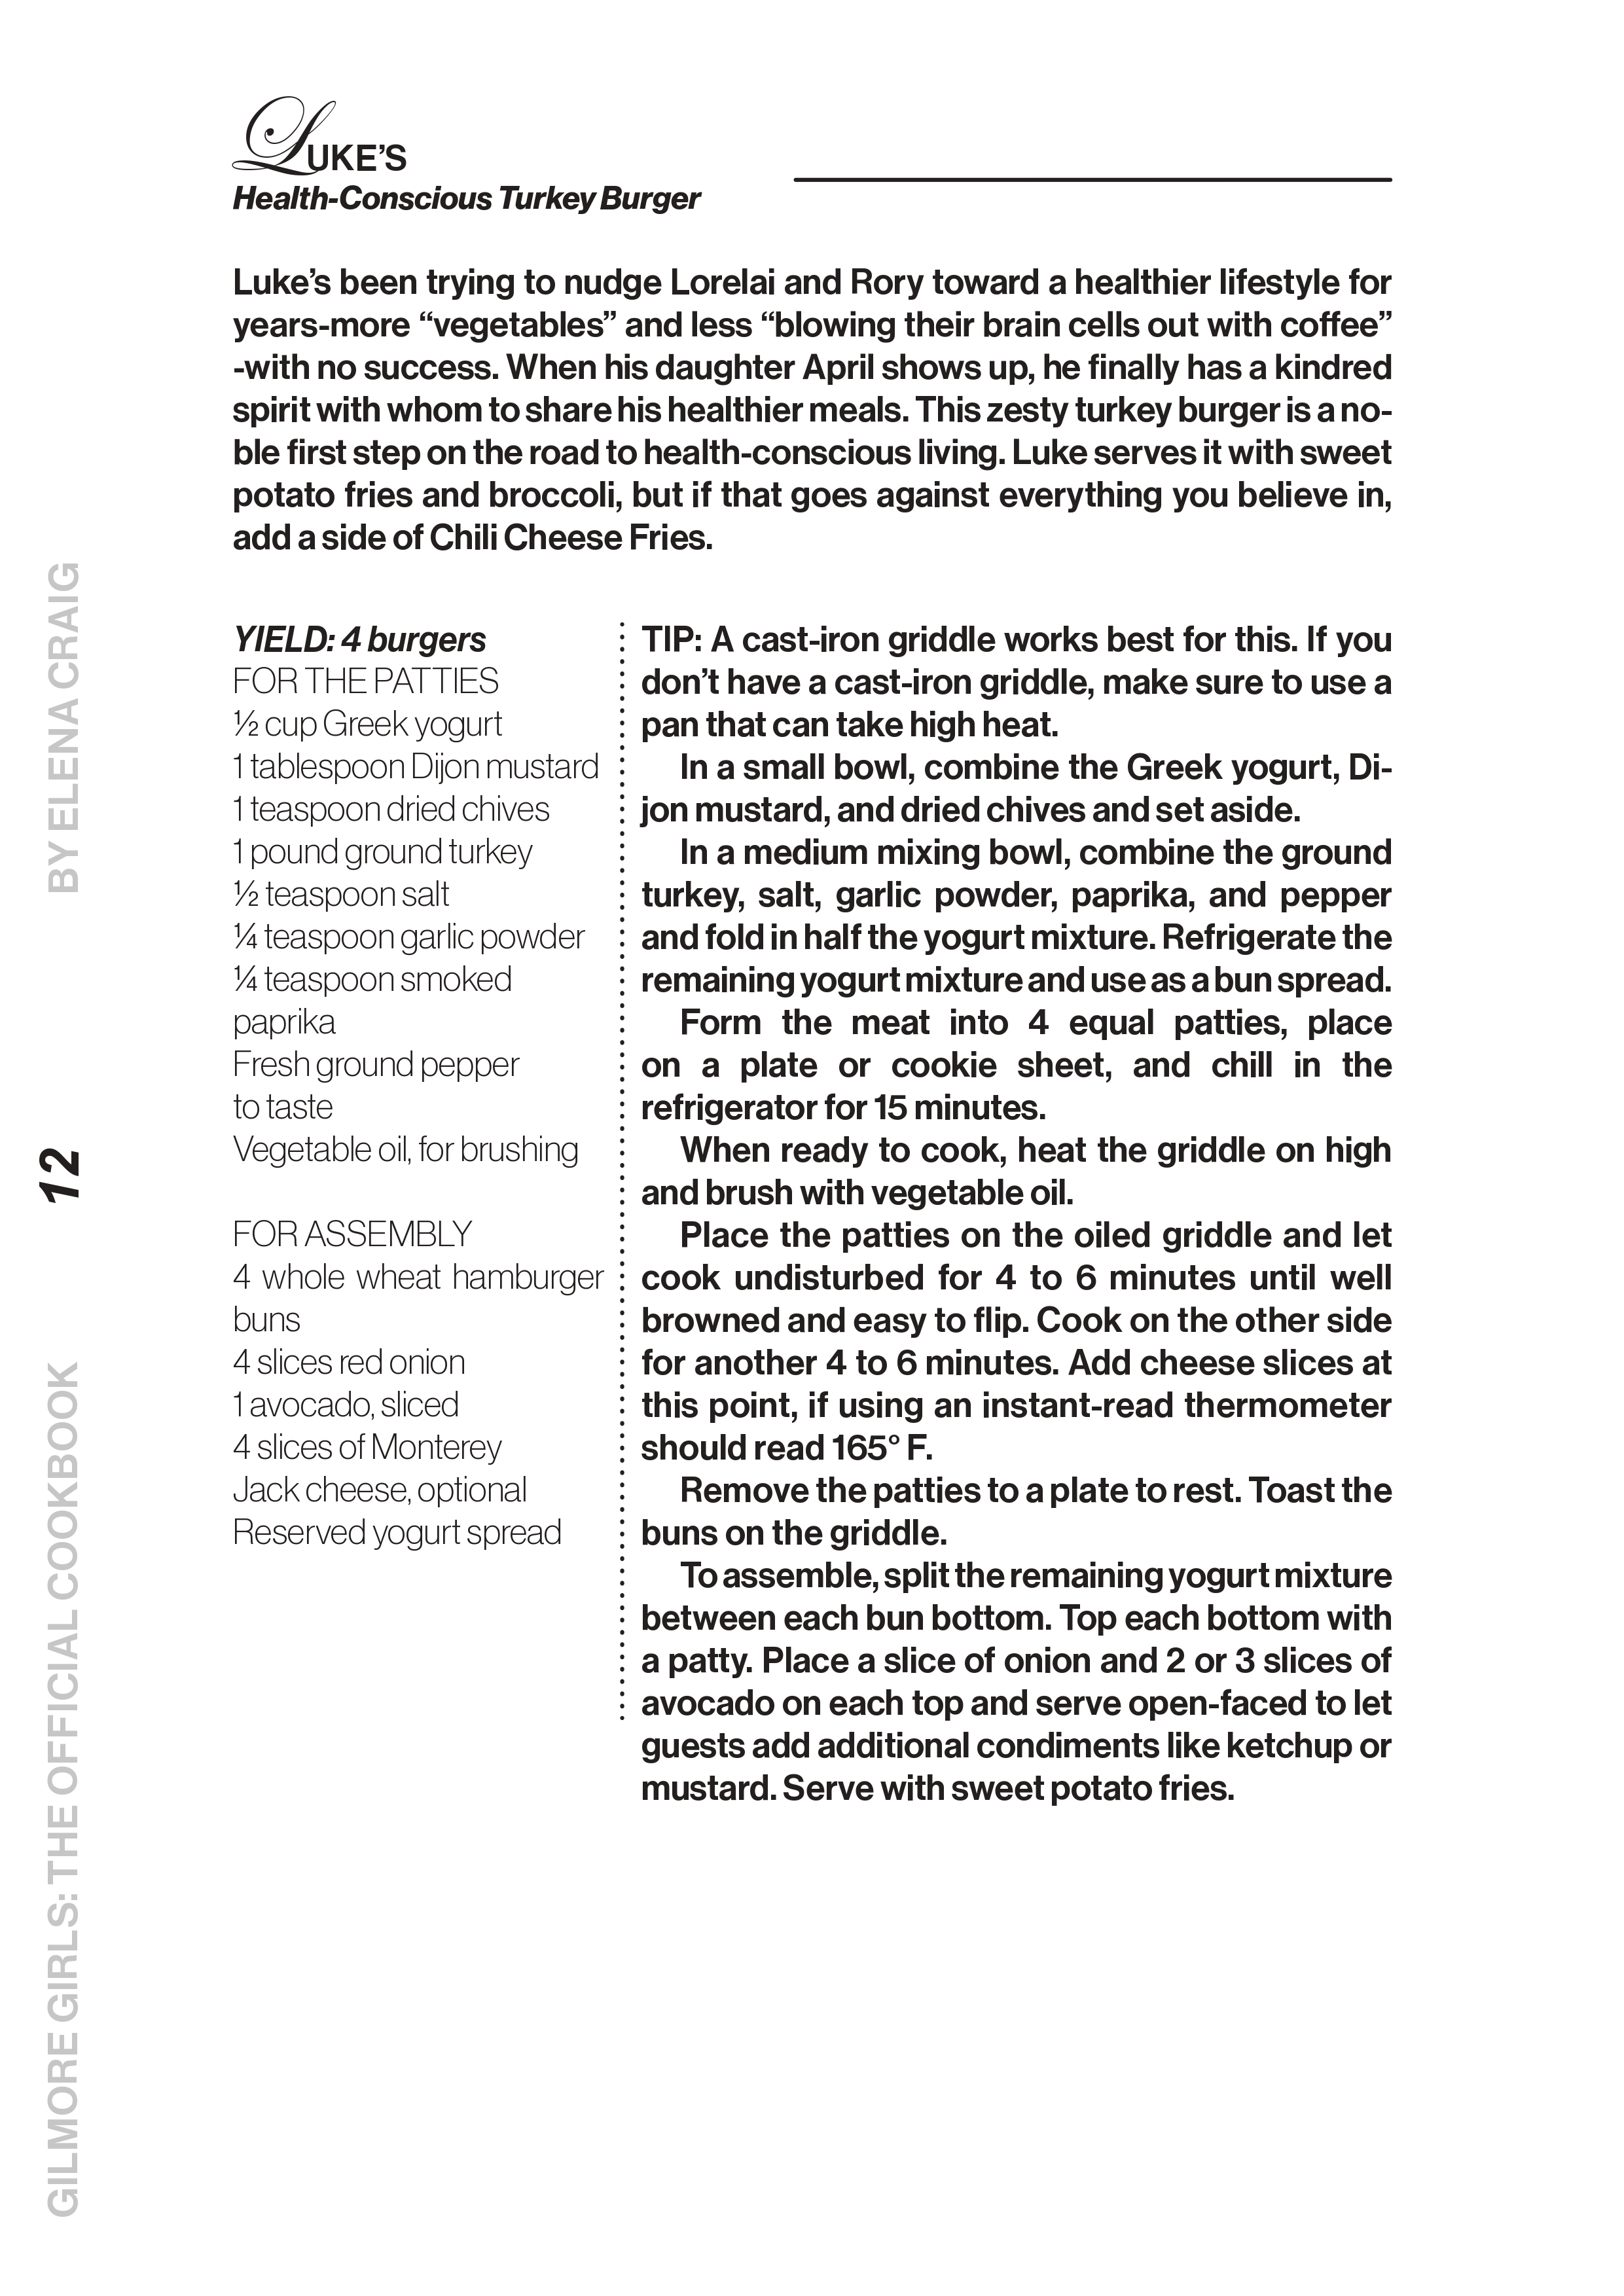 LUKE’S
Health-Conscious Turkey Burger
Luke’s been trying to nudge Lorelai and Rory toward a healthier lifestyle for
years-more “vegetables” and less “blowing their brain cells out with coffee”
-with no success. When his daughter April shows up, he finally has a kindred
spirit with whom to share his healthier meals. This zesty turkey burger is a no-
ble first step on the road to health-conscious living. Luke serves it with sweet
potato fries and broccoli, but if that goes against everything you believe in,
add a side of Chili Cheese Fries.
YIELD: 4 burgers
FOR THE PATTIES
½ cup Greek yogurt
1 tablespoon Dijon mustard
1 teaspoon dried chives
1 pound ground turkey
½ teaspoon salt
¼ teaspoon garlic powder
¼ teaspoon smoked
paprika
Fresh ground pepper
to taste
Vegetable oil, for brushing
FOR ASSEMBLY
4 whole wheat hamburger
buns
4 slices red onion
1 avocado, sliced
4 slices of Monterey
Jack cheese, optional
Reserved yogurt spread
TIP: A cast-iron griddle works best for this. If you
don’t have a cast-iron griddle, make sure to use a
pan that can take high heat.
In a small bowl, combine the Greek yogurt, Di-
jon mustard, and dried chives and set aside.
In a medium mixing bowl, combine the ground
turkey, salt, garlic powder, paprika, and pepper
and fold in half the yogurt mixture. Refrigerate the
remaining yogurt mixture and use as a bun spread.
Form the meat into 4 equal patties, place
on a plate or cookie sheet, and chill in the
refrigerator for 15 minutes.
When ready to cook, heat the griddle on high
and brush with vegetable oil.
Place the patties on the oiled griddle and let
cook undisturbed for 4 to 6 minutes until well
browned and easy to flip. Cook on the other side
for another 4 to 6 minutes. Add cheese slices at
this point, if using an instant-read thermometer
should read 165° F.
Remove the patties to a plate to rest. Toast the
buns on the griddle.
To assemble, split the remaining yogurt mixture
between each bun bottom. Top each bottom with
a patty. Place a slice of onion and 2 or 3 slices of
avocado on each top and serve open-faced to let
guests add additional condiments like ketchup or
mustard. Serve with sweet potato fries.
GILMORE GIRLS: THE OFFICIAL COOKBOOK
12
BY ELENA CRAIG